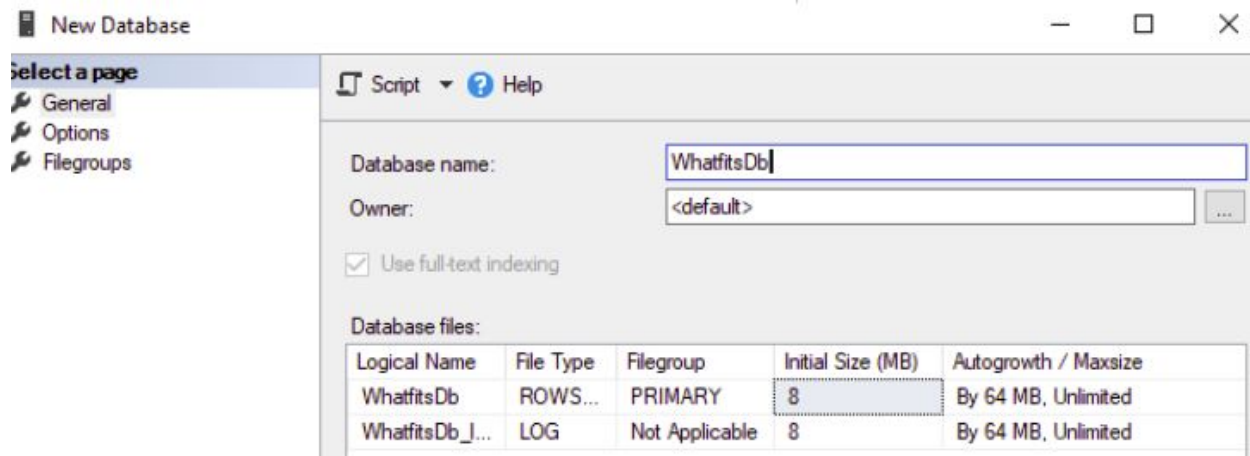 New Database
Select a page
General
Options
Filegroups
Script
Help
Database name:
WhatfitsDb
Owner:
<default>
...
Use full-text indexing
Database files:
Logical Name File Type Filegroup Initial Size (MB) Autogrowth / Maxsize
WhatfitsDb ROWS... PRIMARY 8 By 64 MB, Unlimited
WhatfitsDb_l... LOG Not Applicable 8 By 64 MB, Unlimited